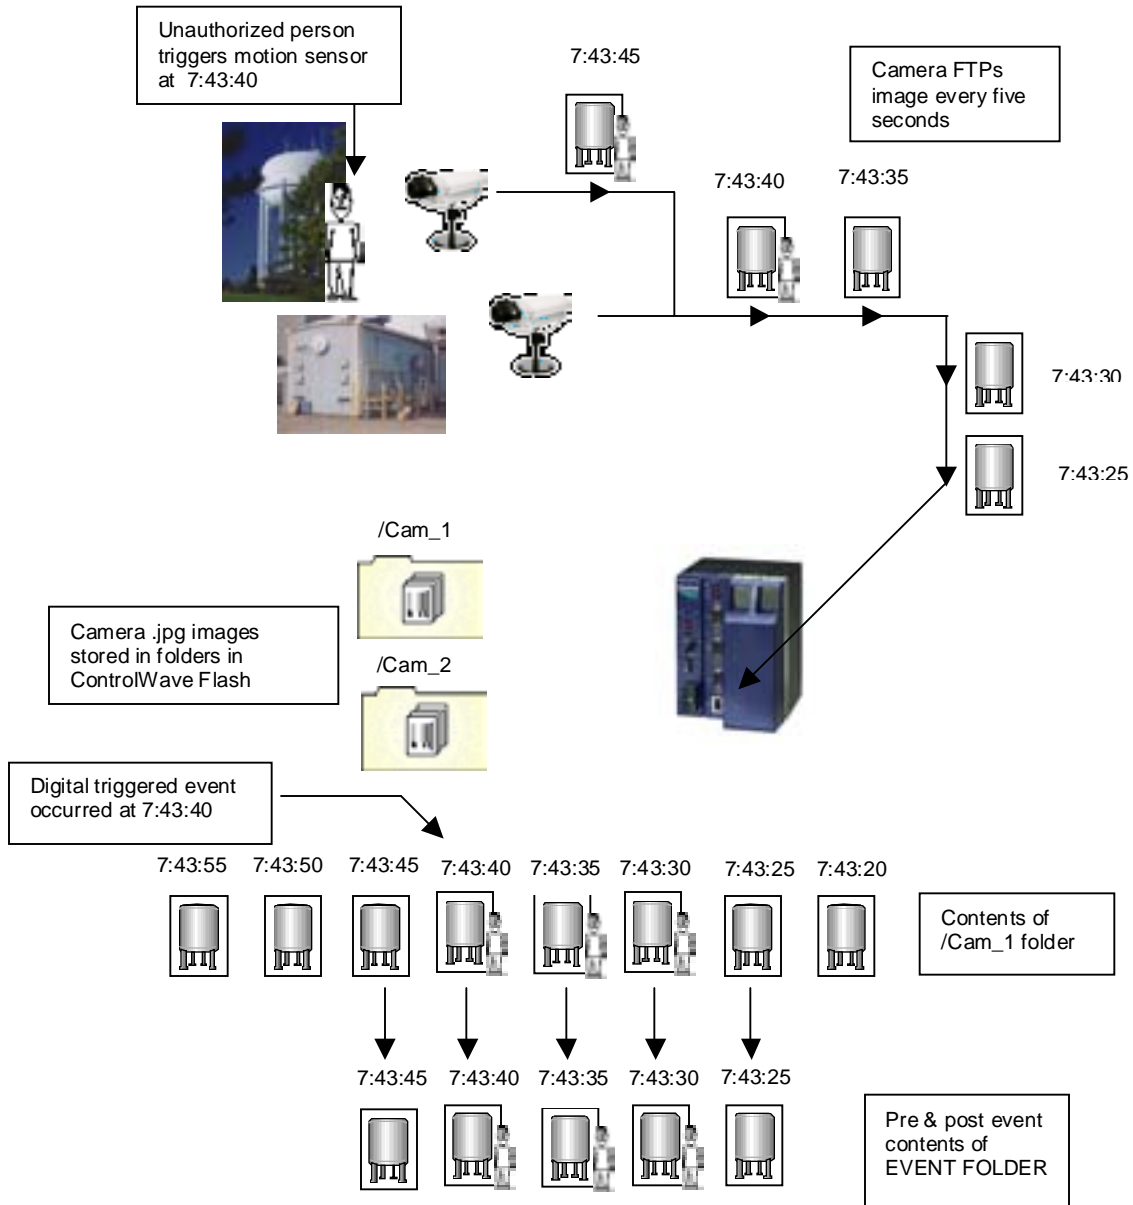 Unauthorized person
triggers motion sensor
at 7:43:40
7:43:45
Camera FTPs
image every five
seconds
7:43:40
7:43:35
7:43:30
7:43:25
/Cam_1
Camera .jpg images
stored in folders in
ControlWave Flash
/Cam_2
Digital triggered event
occurred at 7:43:40
7:43:55
7:43:50
7:43:45
7:43:40
7:43:35
7:43:30
7:43:25
7:43:20
Contents of
/Cam_1 folder
7:43:45
7:43:40
7:43:35
7:43:30
7:43:25
Pre & post event
contents of
EVENT FOLDER